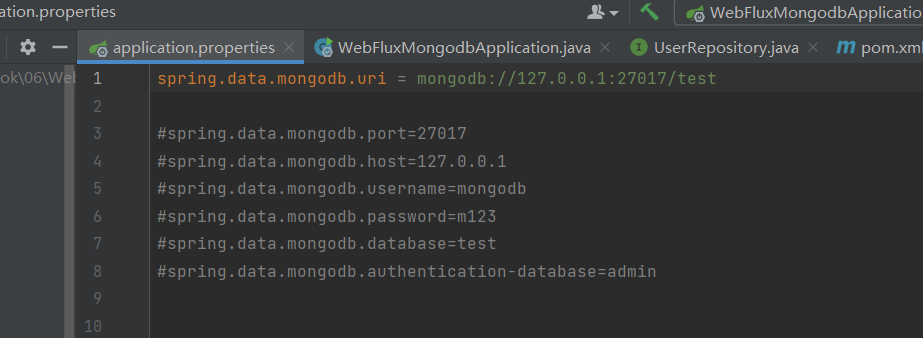 ation.properties
WebFluxMongodbApplicatio
application.properties
WebFluxMongodbApplication.java
UserRepository.java
pom.xml
ok\06\Web
1 spring.data.mongodb.uri = mongodb://127.0.0.1:27017/test
2
3 #spring.data.mongodb.port=27017
4 #spring.data.mongodb.host=127.0.0.1
5 #spring.data.mongodb.username=mongodb
6 #spring.data.mongodb.password=m123
7 #spring.data.mongodb.database=test
8 #spring.data.mongodb.authentication-database=admin
9
10